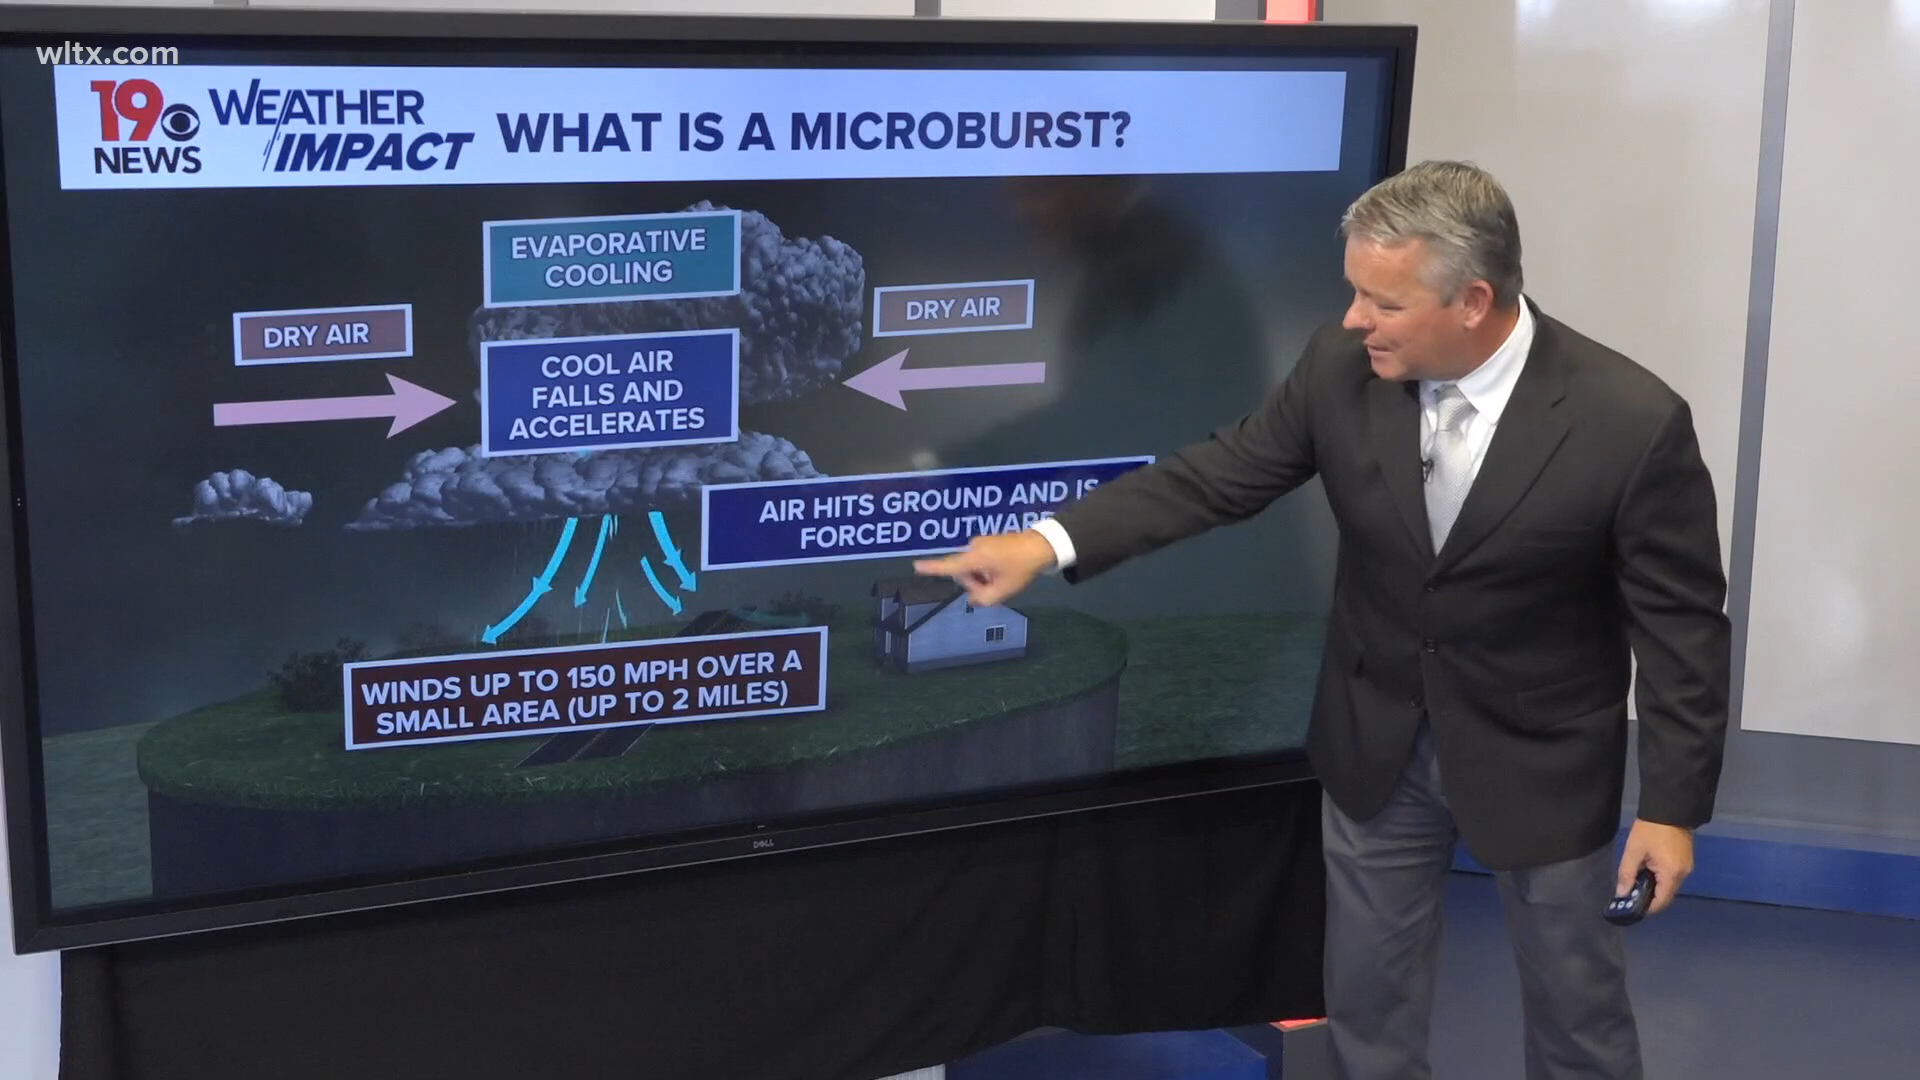 wltx.com
19 NEWS
WEATHER IMPACT
WHAT IS A MICROBURST?
EVAPORATIVE
COOLING
DRY AIR
DRY AIR
COOL AIR
FALLS AND
ACCELERATES
AIR HITS GROUND AND IS
FORCED OUTWARD
WINDS UP TO 150 MPH OVER A
SMALL AREA (UP TO 2 MILES)
DELL